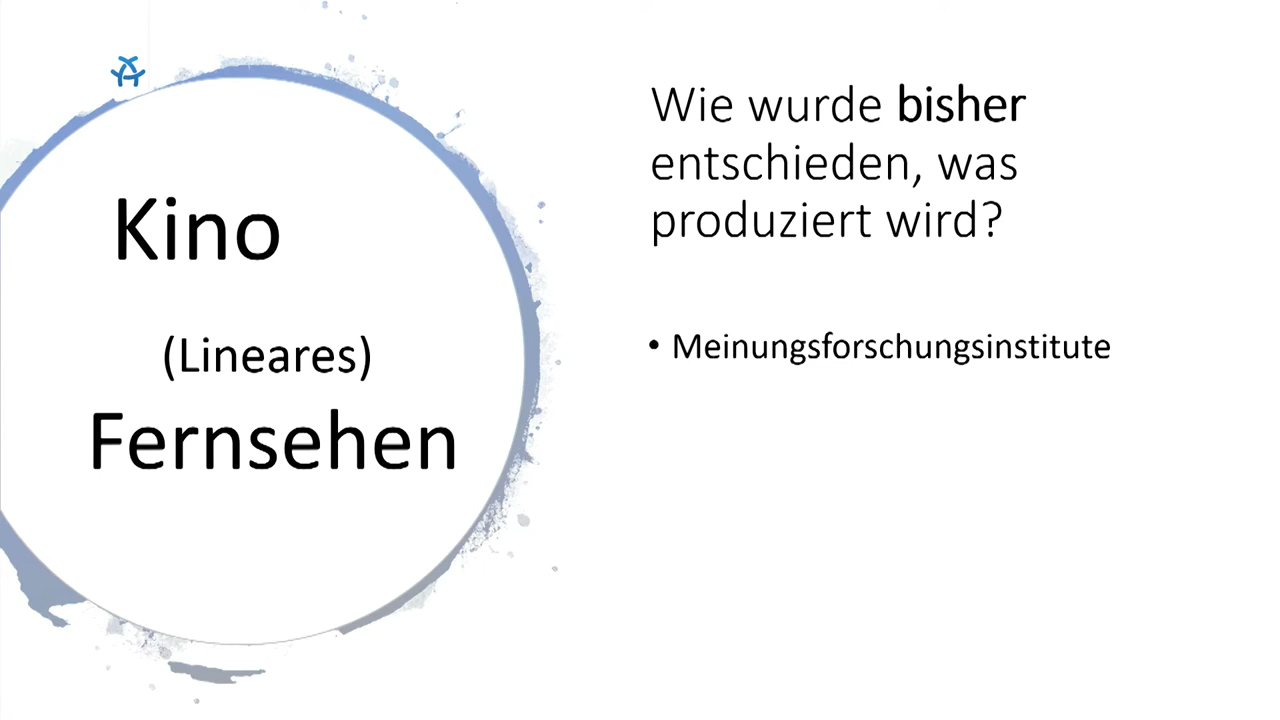 Kino
(Lineares)
Fernsehen
Wie wurde bisher
entschieden, was
produziert wird?
• Meinungsforschungsinstitute